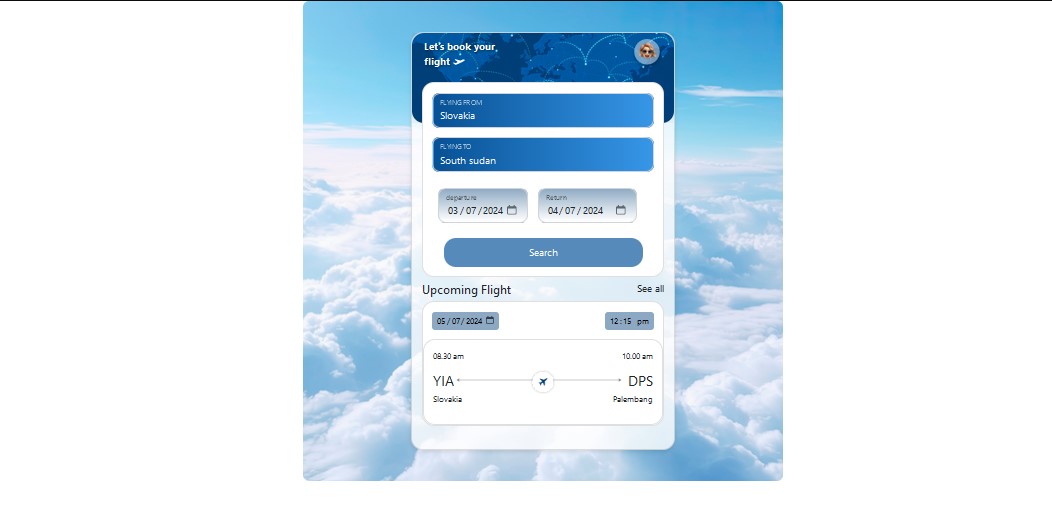 Let's book your,
flight
FLYING FROM
Slovakia
FLYING TO
South sudan
departure
03/07/2024
Return
04/07/2024
Search
Upcoming Flight
See all
05/07/2024
12:15 pm
08.30 am
10.00 am
YIA
DPS
Slovakia
Palembang